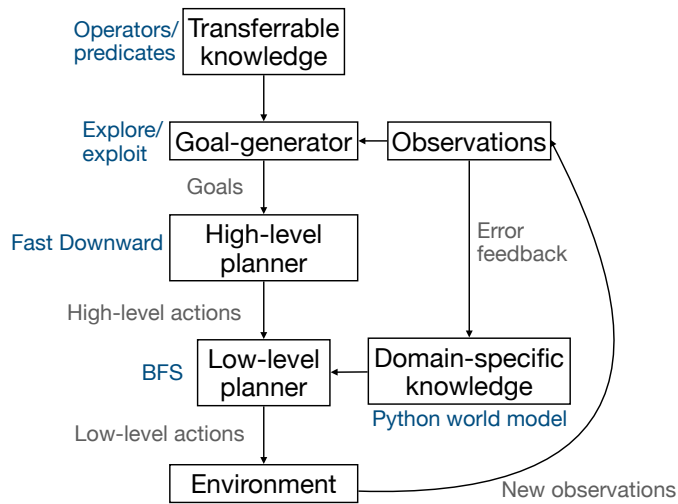 Operators/
predicates
Transferrable
knowledge
Explore/
exploit
Goal-generator
Observations
Goals
Fast Downward
High-level
planner
Error
feedback
High-level actions
BFS
Low-level
planner
Domain-specific
knowledge
Python world model
Low-level actions
Environment
New observations